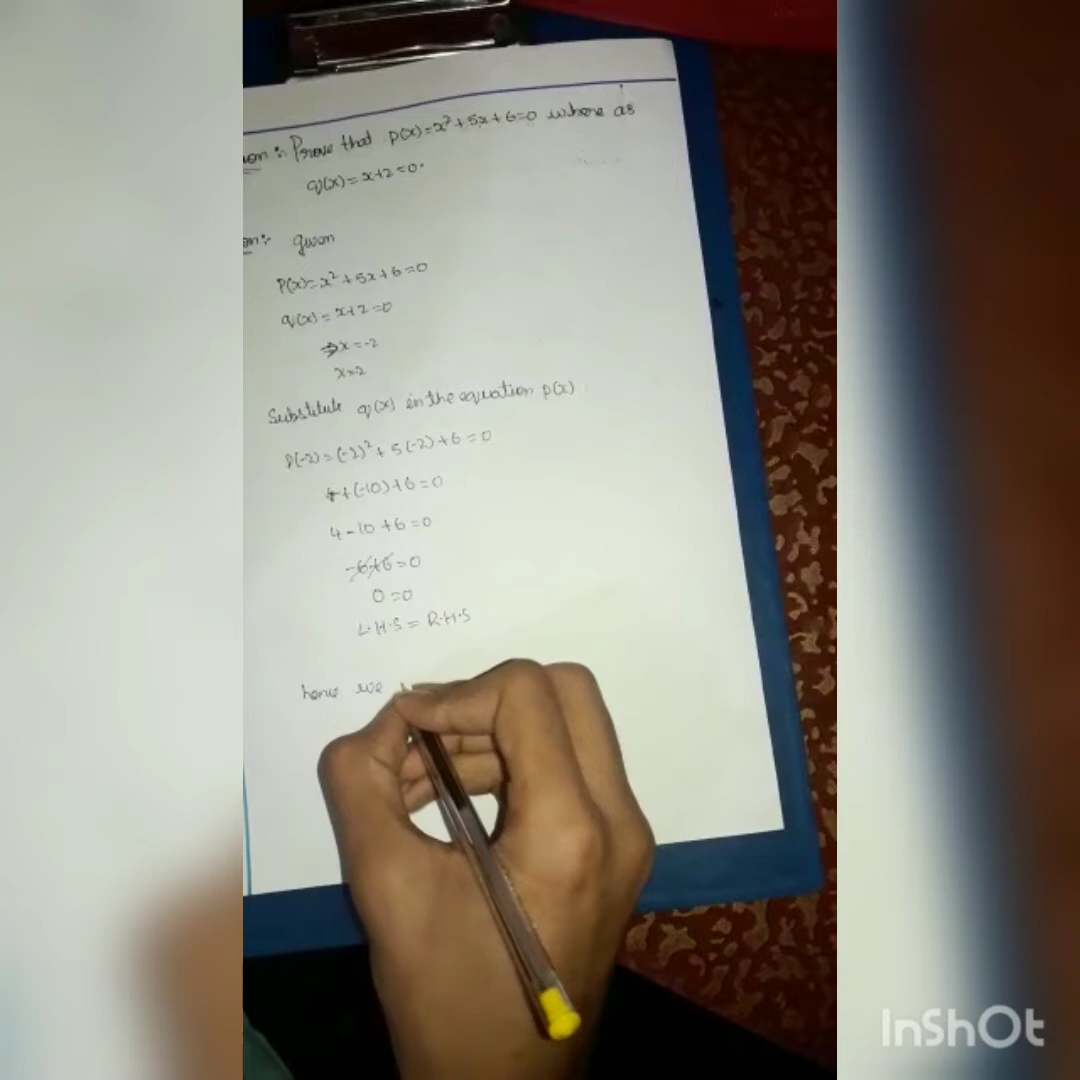 on :- Prove that p(x)=x²+5x+6=0 where as
q(x)=x+2=0.
on:- given
P(x)=x²+5x+6=0
q(x)=x+2=0
⇒x=-2
x=-2
Substitute q(x) in the equation p(x)
P(-2)=(-2)²+5(-2)+6=0
4+(-10)+6=0
4-10+6=0
-6+6=0
0=0
L.H.S = R.H.S
hence we
InShOt